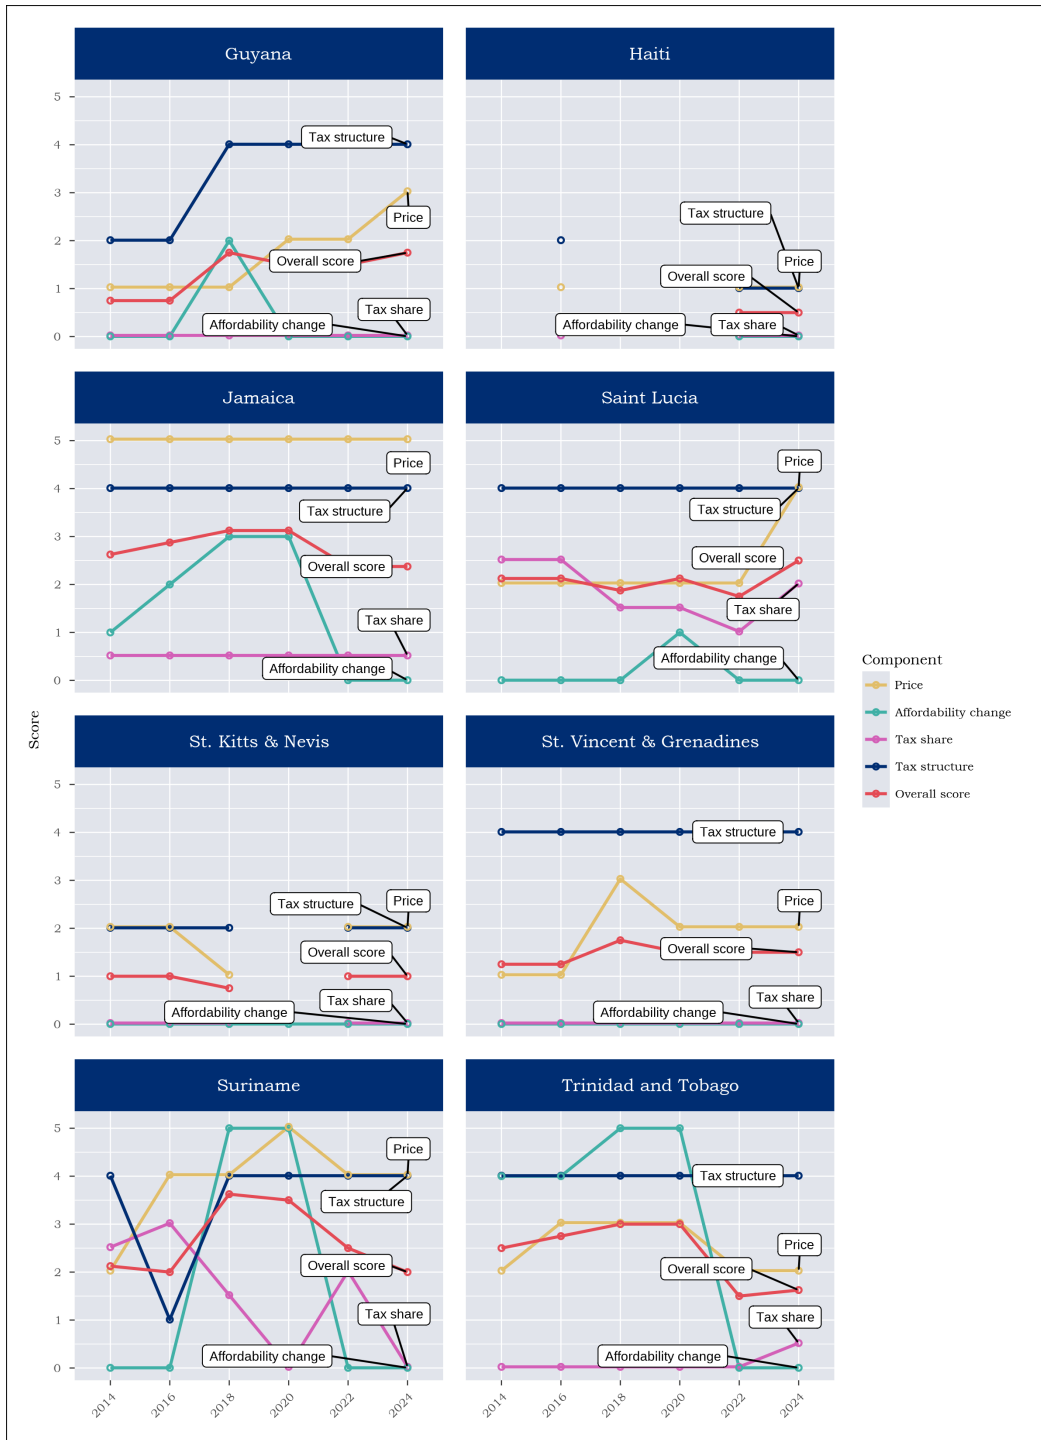 Guyana
Haiti
5
4
3
2
1
0
Tax structure
Price
Overall score
Tax share
Affordability change
Tax structure
Price
Overall score
Affordability change
Tax share
Jamaica
Saint Lucia
5
4
3
2
1
0
Price
Tax structure
Overall score
Tax share
Affordability change
Price
Tax structure
Overall score
Tax share
Affordability change
St. Kitts & Nevis
St. Vincent & Grenadines
5
4
3
2
1
0
Tax structure
Price
Overall score
Tax share
Affordability change
Tax structure
Price
Overall score
Tax share
Affordability change
Suriname
Trinidad and Tobago
5
4
3
2
1
0
Price
Tax structure
Overall score
Tax share
Affordability change
Tax structure
Price
Overall score
Tax share
Affordability change
2014 2016 2018 2020 2022 2024
2014 2016 2018 2020 2022 2024
Score
Component
Price
Affordability change
Tax share
Tax structure
Overall score